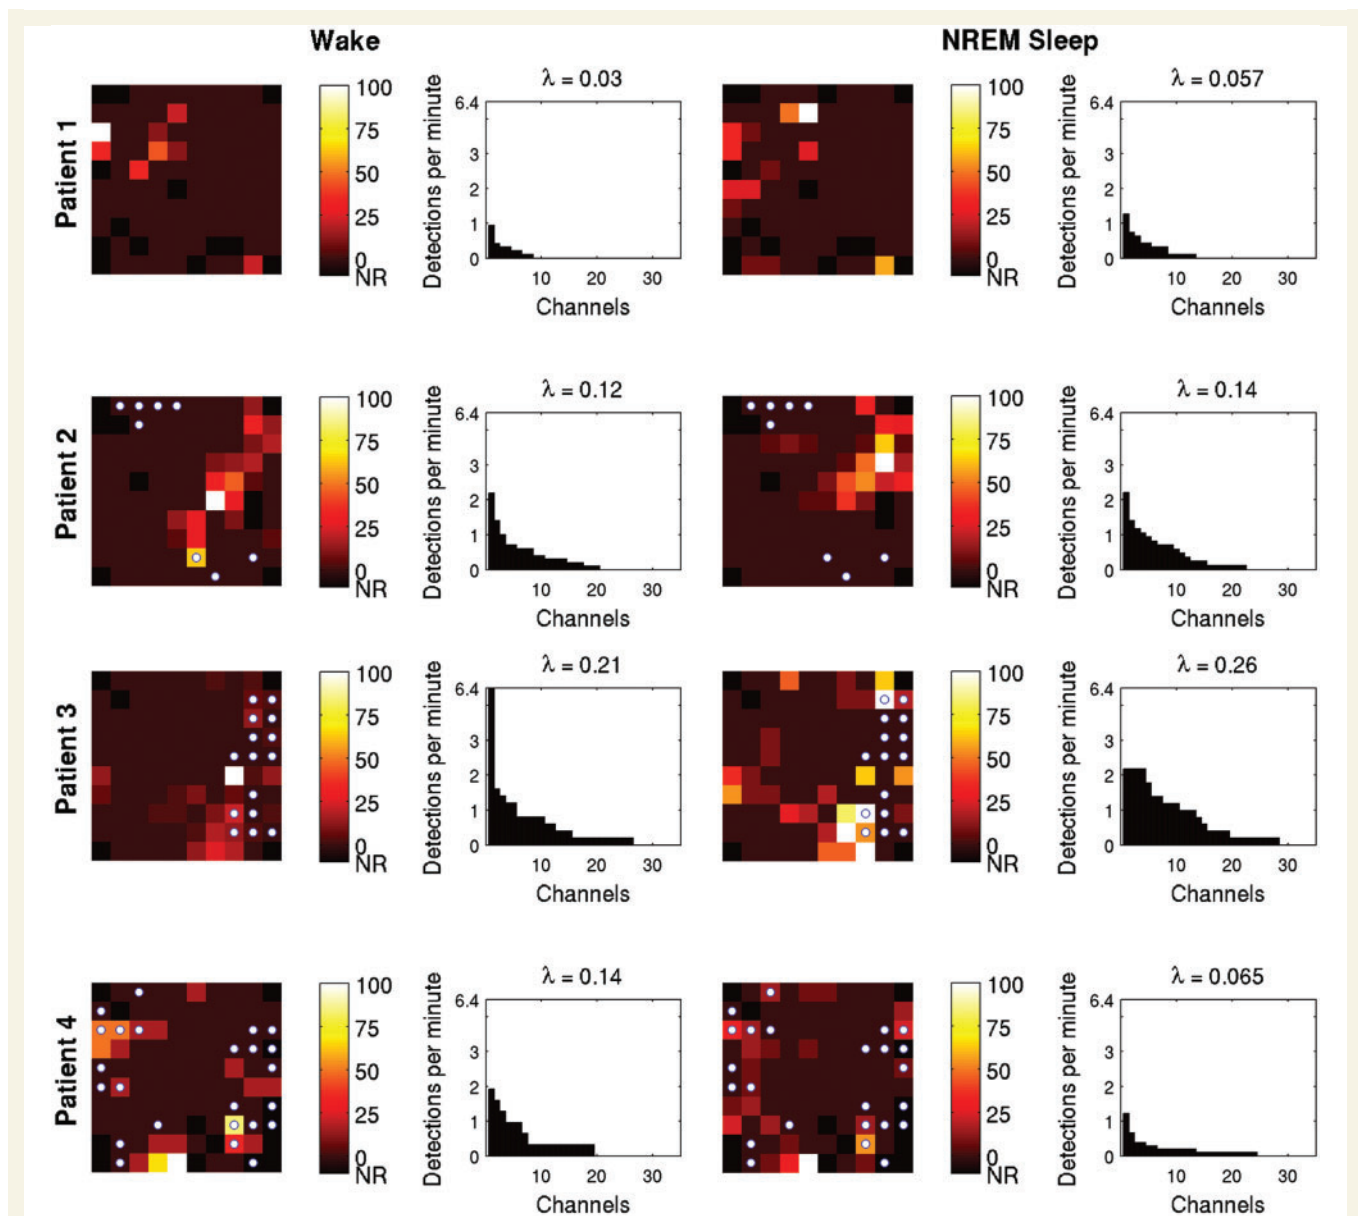 Wake
NREM Sleep
Patient 1
100
75
50
25
0
NR
λ = 0.03
Detections per minute
6.4
3
2
1
0
10 20 30
Channels
100
75
50
25
0
NR
λ = 0.057
Detections per minute
6.4
3
2
1
0
10 20 30
Channels
Patient 2
100
75
50
25
0
NR
λ = 0.12
Detections per minute
6.4
3
2
1
0
10 20 30
Channels
100
75
50
25
0
NR
λ = 0.14
Detections per minute
6.4
3
2
1
0
10 20 30
Channels
Patient 3
100
75
50
25
0
NR
λ = 0.21
Detections per minute
6.4
3
2
1
0
10 20 30
Channels
100
75
50
25
0
NR
λ = 0.26
Detections per minute
6.4
3
2
1
0
10 20 30
Channels
Patient 4
100
75
50
25
0
NR
λ = 0.14
Detections per minute
6.4
3
2
1
0
10 20 30
Channels
100
75
50
25
0
NR
λ = 0.065
Detections per minute
6.4
3
2
1
0
10 20 30
Channels